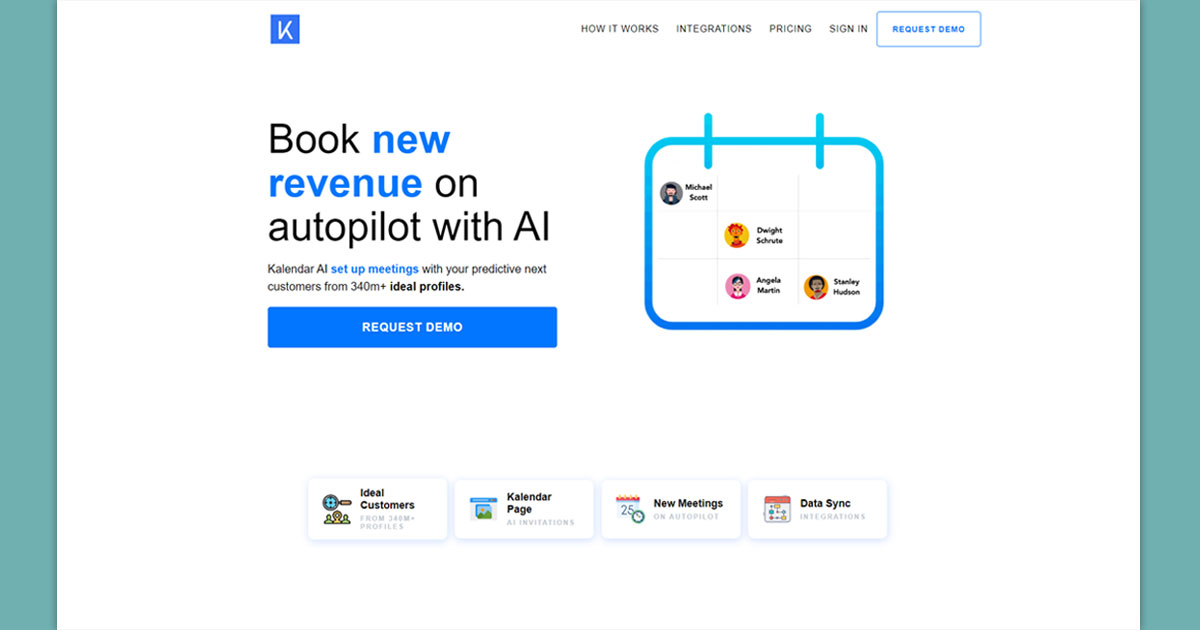 K
HOW IT WORKS
INTEGRATIONS
PRICING
SIGN IN
REQUEST DEMO
Book new
revenue on
autopilot with AI
Kalendar AI set up meetings with your predictive next
customers from 340m+ ideal profiles.
REQUEST DEMO
Michael
Scott
Dwight
Schrute
Angela
Martin
Stanley
Hudson
Ideal
Customers
FROM 340M+
PROFILES
Kalendar
Page
AI INVITATIONS
25
New Meetings
ON AUTOPILOT
Data Sync
INTEGRATIONS